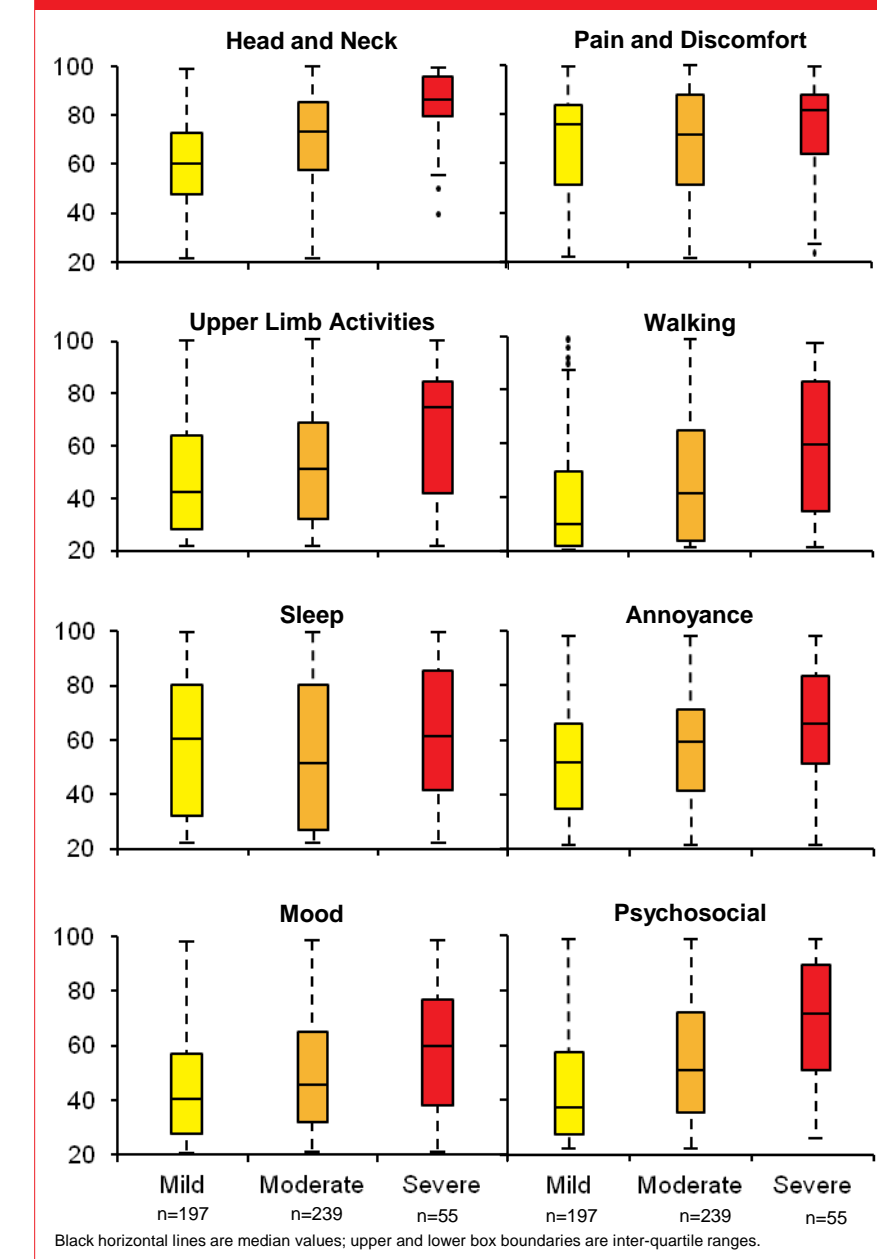 Head and Neck
Pain and Discomfort
100
80
60
40
20
Upper Limb Activities
Walking
100
80
60
40
20
Sleep
Annoyance
100
80
60
40
20
Mood
Psychosocial
100
80
60
40
20
Mild Moderate Severe Mild Moderate Severe
n=197 n=239 n=55 n=197 n=239 n=55
Black horizontal lines are median values; upper and lower box boundaries are inter-quartile ranges.